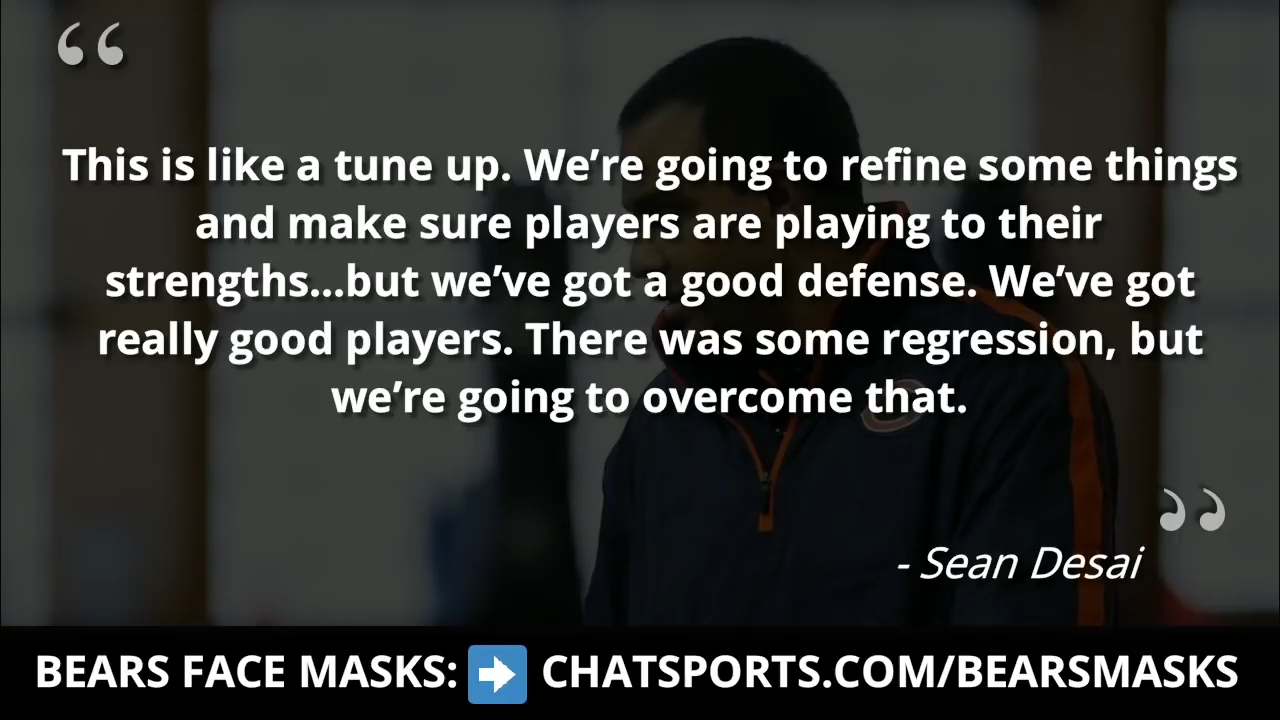 “
This is like a tune up. We’re going to refine some things
and make sure players are playing to their
strengths...but we’ve got a good defense. We’ve got
really good players. There was some regression, but
we’re going to overcome that.
”
- Sean Desai
BEARS FACE MASKS: ➡ CHATSPORTS.COM/BEARSMASKS